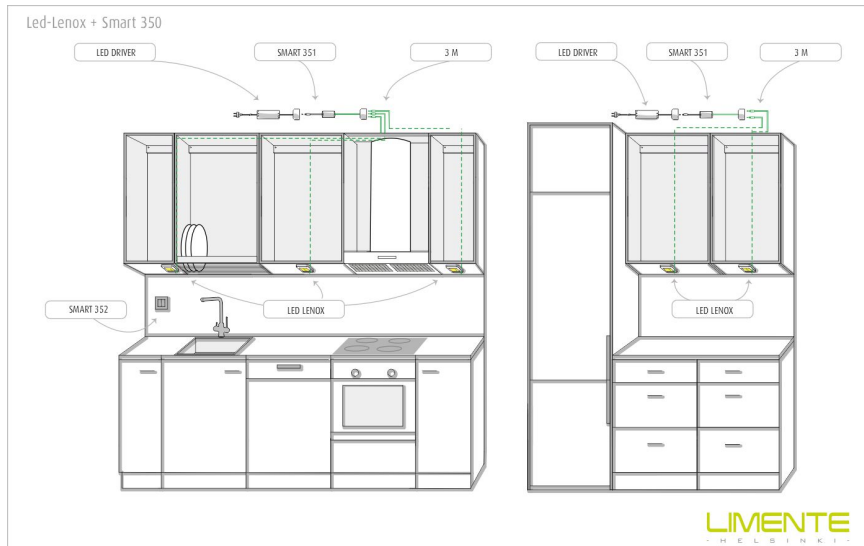 Led-Lenox + Smart 350
LED DRIVER
SMART 351
3 M
LED DRIVER
SMART 351
3 M
SMART 352
LED LENOX
LED LENOX
LIMENTE
· HELSINKI ·